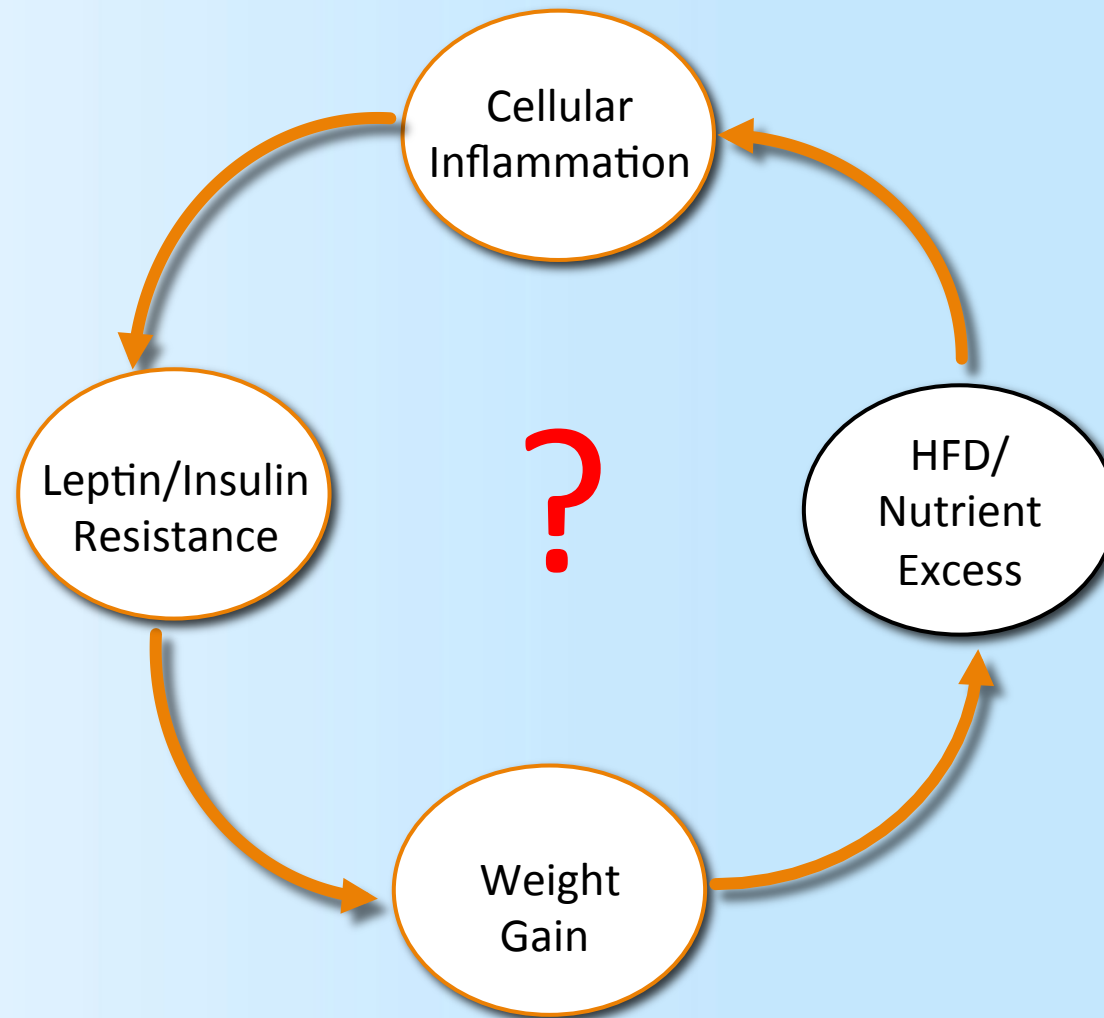 Cellular
Inflammation
Leptin/Insulin
Resistance
?
HFD/
Nutrient
Excess
Weight
Gain